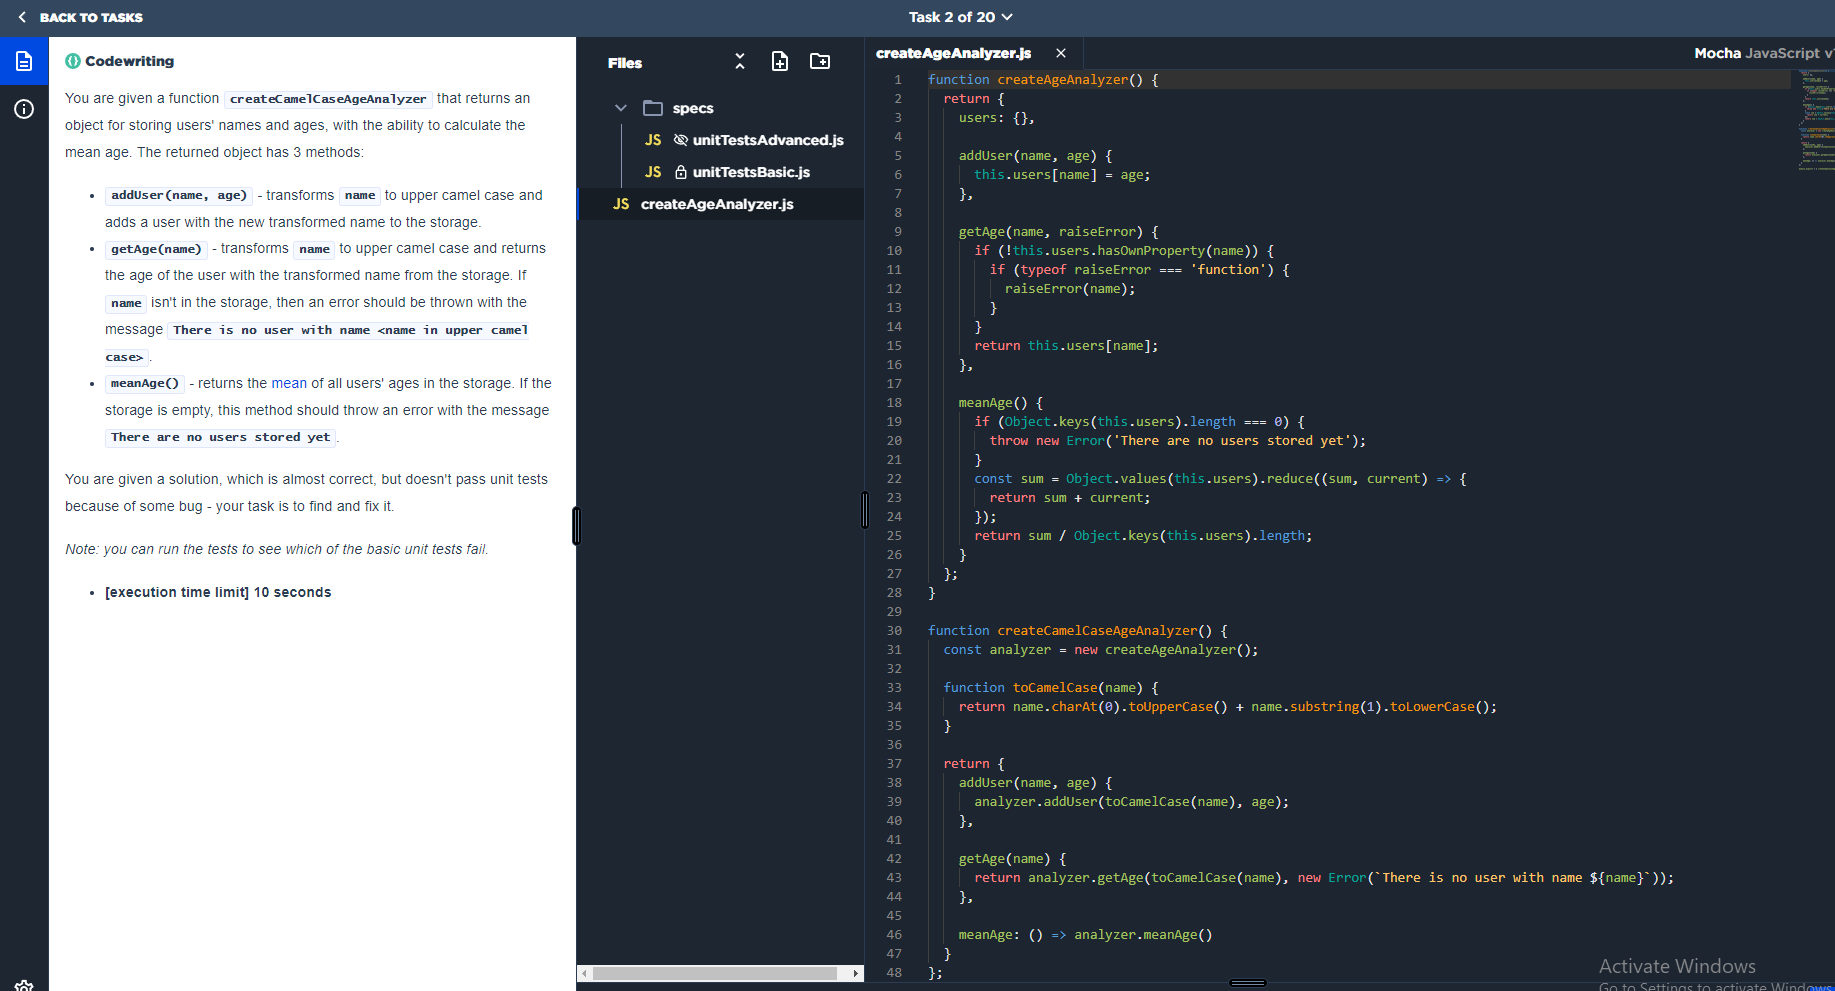 BACK TO TASKS
Task 2 of 20
Codewriting
You are given a function createCamelCaseAgeAnalyzer that returns an
object for storing users' names and ages, with the ability to calculate the
mean age. The returned object has 3 methods:
• addUser(name, age) - transforms name to upper camel case and
adds a user with the new transformed name to the storage.
• getAge(name) - transforms name to upper camel case and returns
the age of the user with the transformed name from the storage. If
name isn't in the storage, then an error should be thrown with the
message There is no user with name <name in upper camel
case> .
• meanAge() - returns the mean of all users' ages in the storage. If the
storage is empty, this method should throw an error with the message
There are no users stored yet .
You are given a solution, which is almost correct, but doesn't pass unit tests
because of some bug - your task is to find and fix it.
Note: you can run the tests to see which of the basic unit tests fail.
• [execution time limit] 10 seconds
Files
specs
JS unitTestsAdvanced.js
JS unitTestsBasic.js
JS createAgeAnalyzer.js
createAgeAnalyzer.js ×
Mocha JavaScript v
1 function createAgeAnalyzer() {
2 return {
3 users: {},
4
5 addUser(name, age) {
6 this.users[name] = age;
7 },
8
9 getAge(name, raiseError) {
10 if (!this.users.hasOwnProperty(name)) {
11 if (typeof raiseError === 'function') {
12 raiseError(name);
13 }
14 }
15 return this.users[name];
16 },
17
18 meanAge() {
19 if (Object.keys(this.users).length === 0) {
20 throw new Error('There are no users stored yet');
21 }
22 const sum = Object.values(this.users).reduce((sum, current) => {
23 return sum + current;
24 });
25 return sum / Object.keys(this.users).length;
26 }
27 };
28 }
29
30 function createCamelCaseAgeAnalyzer() {
31 const analyzer = new createAgeAnalyzer();
32
33 function toCamelCase(name) {
34 return name.charAt(0).toUpperCase() + name.substring(1).toLowerCase();
35 }
36
37 return {
38 addUser(name, age) {
39 analyzer.addUser(toCamelCase(name), age);
40 },
41
42 getAge(name) {
43 return analyzer.getAge(toCamelCase(name), new Error(`There is no user with name ${name}`));
44 },
45
46 meanAge: () => analyzer.meanAge()
47 }
48 };
Activate Windows
Go to Settings to activate Windows.